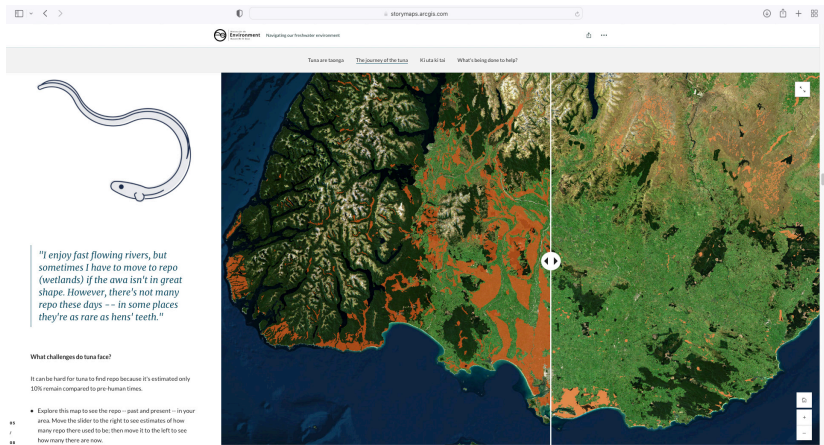 storymaps.arcgis.com
Environment
Navigating our freshwater environment
Tuna are taonga
The journey of the tuna
Ki uta ki tai
What's being done to help?
"I enjoy fast flowing rivers, but
sometimes I have to move to repo
(wetlands) if the awa isn't in great
shape. However, there's not many
repo these days -- in some places
they're as rare as hens' teeth."
What challenges do tuna face?
It can be hard for tuna to find repo because it's estimated only
10% remain compared to pre-human times.
• Explore this map to see the repo – past and present – in your
area. Move the slider to the right to see estimates of how
many repo there used to be; then move it to the left to see
how many there are now.